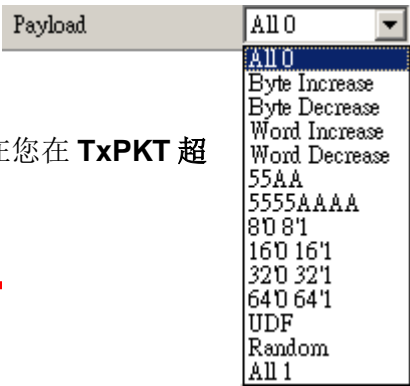 Payload All 0
All 0
Byte Increase
Byte Decrease
Word Increase
Word Decrease
在您在 TxPKT 超
55AA
5555AAAA
8'0 8'1
16'0 16'1
32'0 32'1
64'0 64'1
UDF
Random
All 1